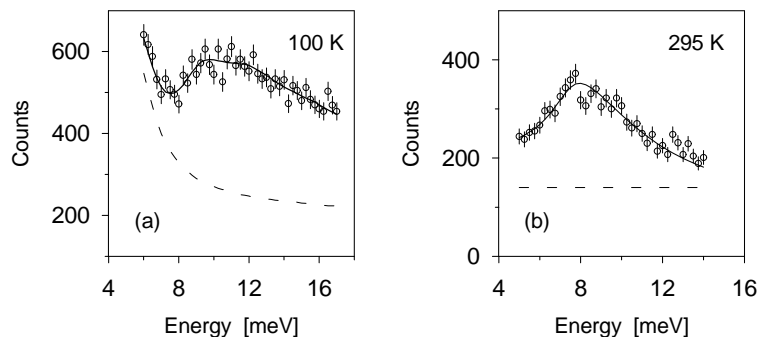 600
400
200
Counts
100 K
(a)
4 8 12 16
Energy [meV]
400
200
0
Counts
295 K
(b)
4 8 12 16
Energy [meV]